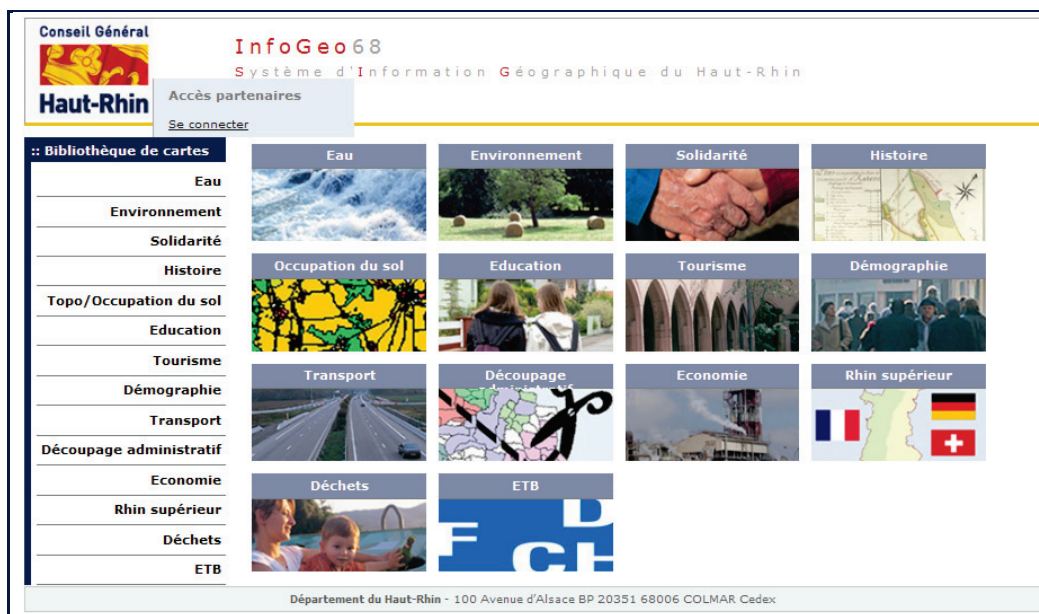 Conseil Général
Haut-Rhin
InfoGeo68
Système d'Information Géographique du Haut-Rhin
Accès partenaires
Se connecter
:: Bibliothèque de cartes
Eau
Environnement
Solidarité
Histoire
Topo/Occupation du sol
Education
Tourisme
Démographie
Transport
Découpage administratif
Economie
Rhin supérieur
Déchets
ETB
Eau
Environnement
Solidarité
Histoire
Occupation du sol
Education
Tourisme
Démographie
Transport
Découpage
administratif
Economie
Rhin supérieur
Déchets
ETB
F
D
CH
Département du Haut-Rhin - 100 Avenue d'Alsace BP 20351 68006 COLMAR Cedex